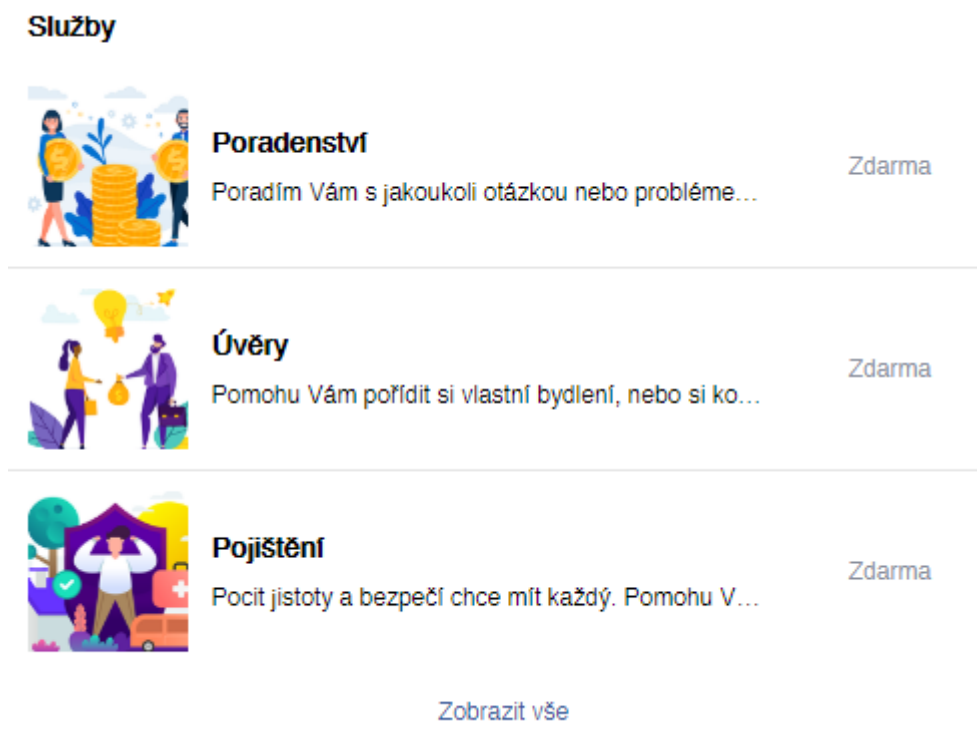 Služby
Poradenství
Poradím Vám s jakoukoli otázkou nebo probléme...
Zdarma
Úvěry
Pomohu Vám pořídit si vlastní bydlení, nebo si ko...
Zdarma
Pojištění
Pocit jistoty a bezpečí chce mít každý. Pomohu V...
Zdarma
Zobrazit vše